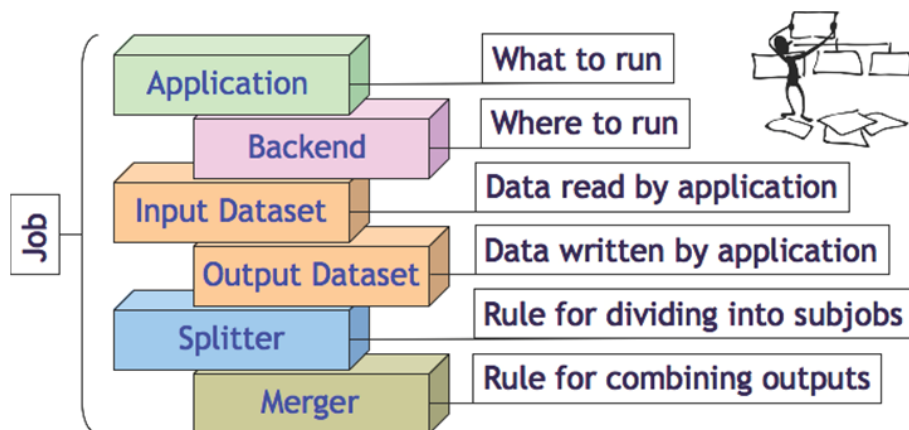 Job
Application
What to run
Backend
Where to run
Input Dataset
Data read by application
Output Dataset
Data written by application
Splitter
Rule for dividing into subjobs
Merger
Rule for combining outputs